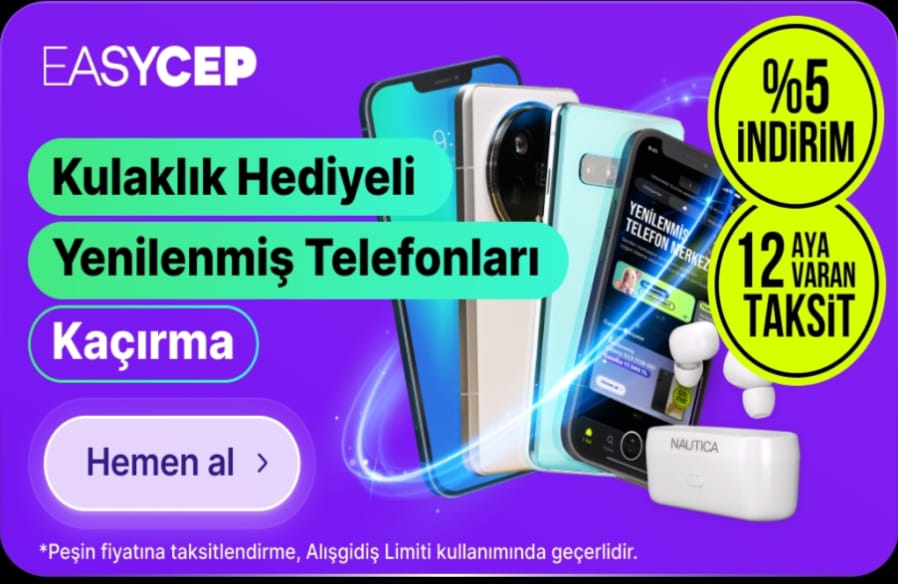 EASYCEP
%5
İNDİRİM
Kulaklık Hediyeli
Yenilenmiş Telefonları
Kaçırma
12 AYA
VARAN
TAKSİT
YENİLENMİŞ
TELEFON MERKEZ
NAUTICA
Hemen al >
*Peşin fiyatına taksitlendirme, Alışgidiş Limiti kullanımında geçerlidir.